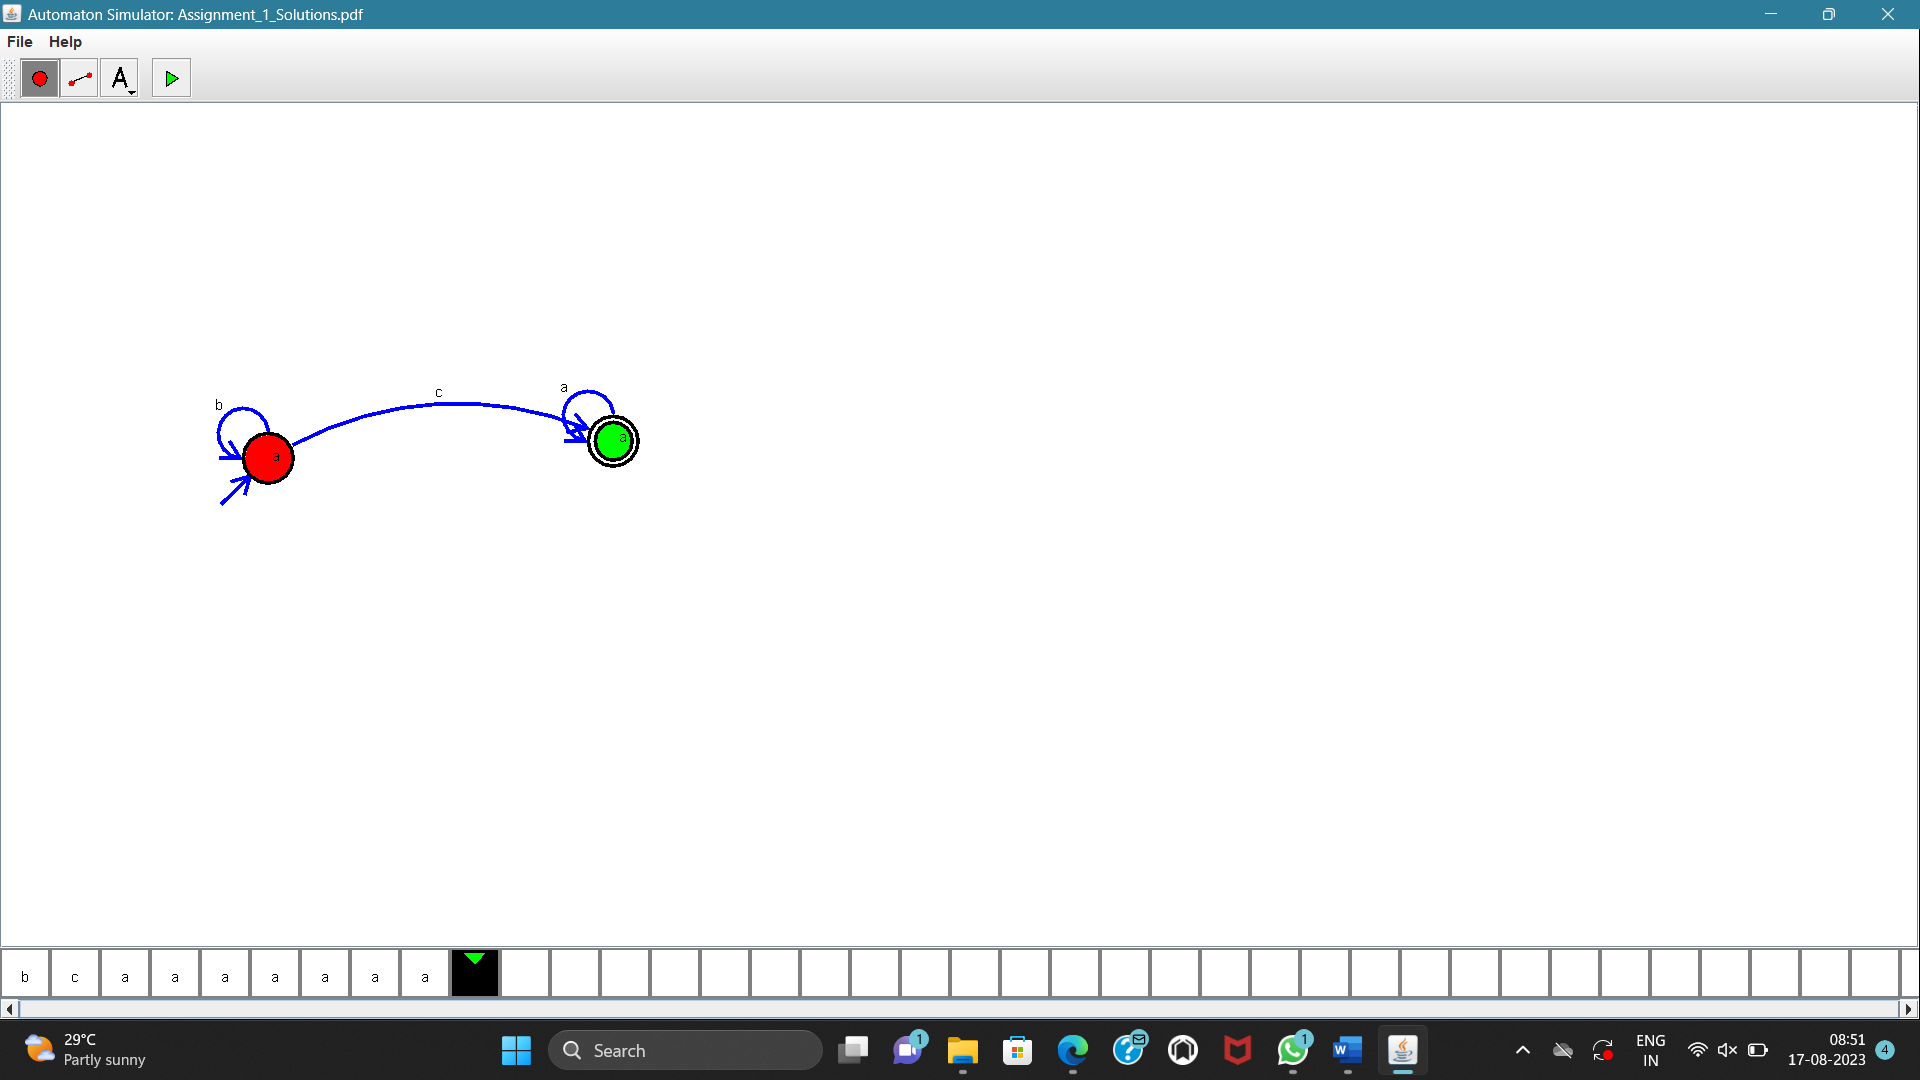 Automaton Simulator: Assignment_1_Solutions.pdf
File Help
A
b
c
a
a
a
b c a a a a a a a
29°C
Partly sunny
Search
1
1
W
ENG
IN
08:51
17-08-2023
4